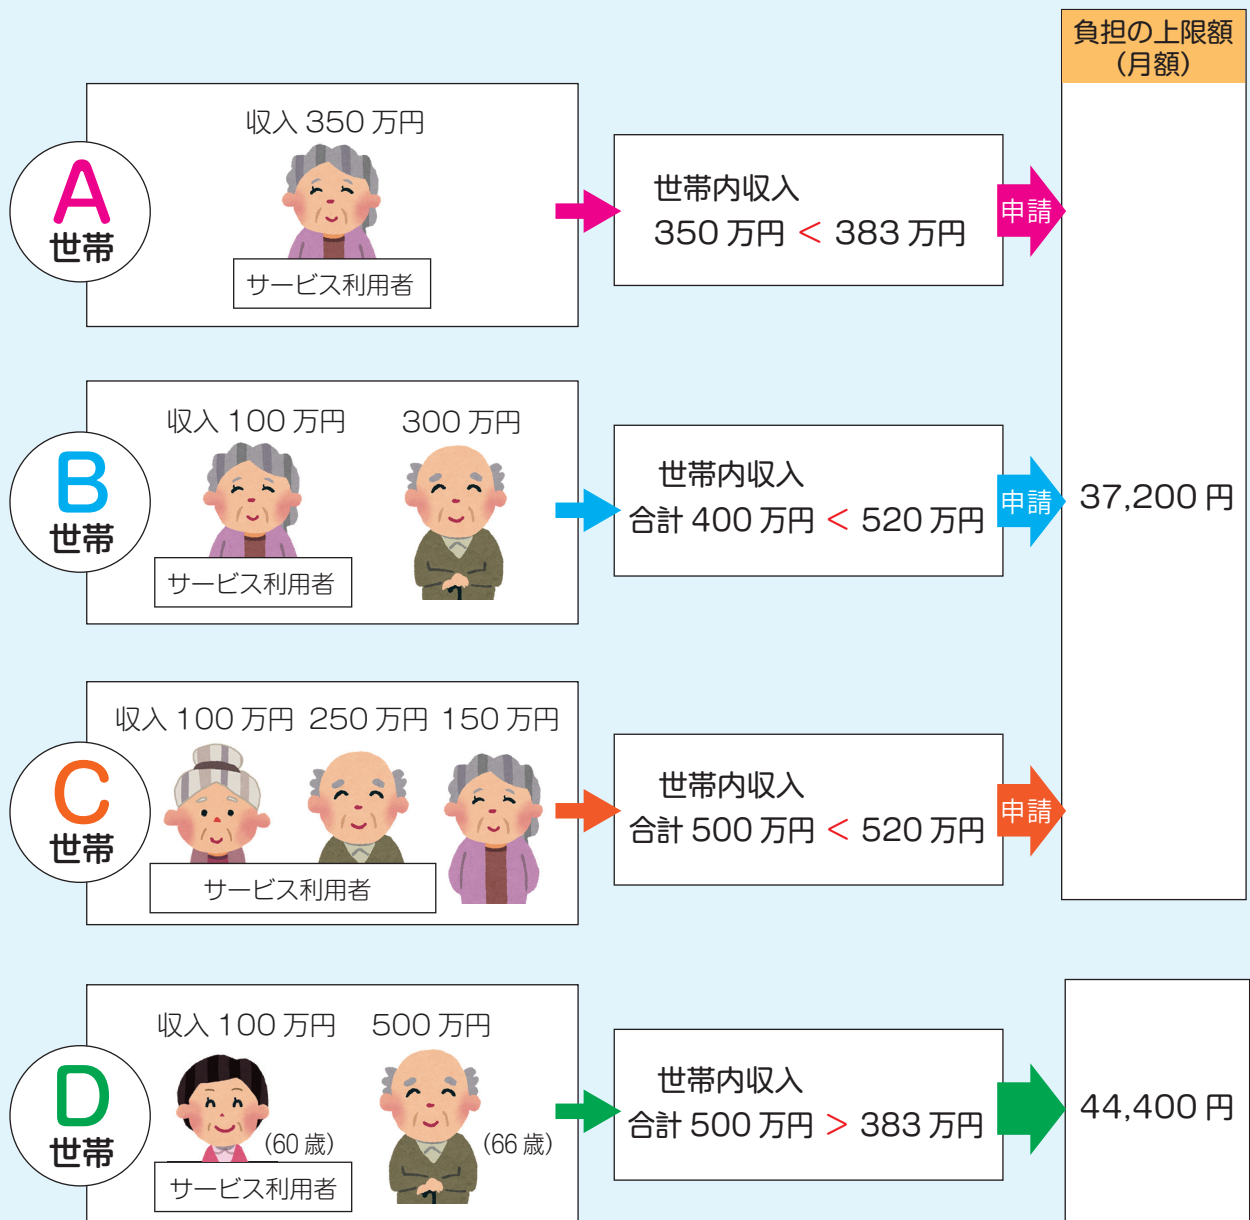 負担の上限額
（月額）
A
世帯
収入 350 万円
サービス利用者
世帯内収入
350 万円 < 383 万円
申請
B
世帯
収入 100 万円 300 万円
サービス利用者
世帯内収入
合計 400 万円 < 520 万円
申請
37,200 円
C
世帯
収入 100 万円 250 万円 150 万円
サービス利用者
世帯内収入
合計 500 万円 < 520 万円
申請
D
世帯
収入 100 万円 500 万円
(60 歳) (66 歳)
サービス利用者
世帯内収入
合計 500 万円 > 383 万円
44,400 円